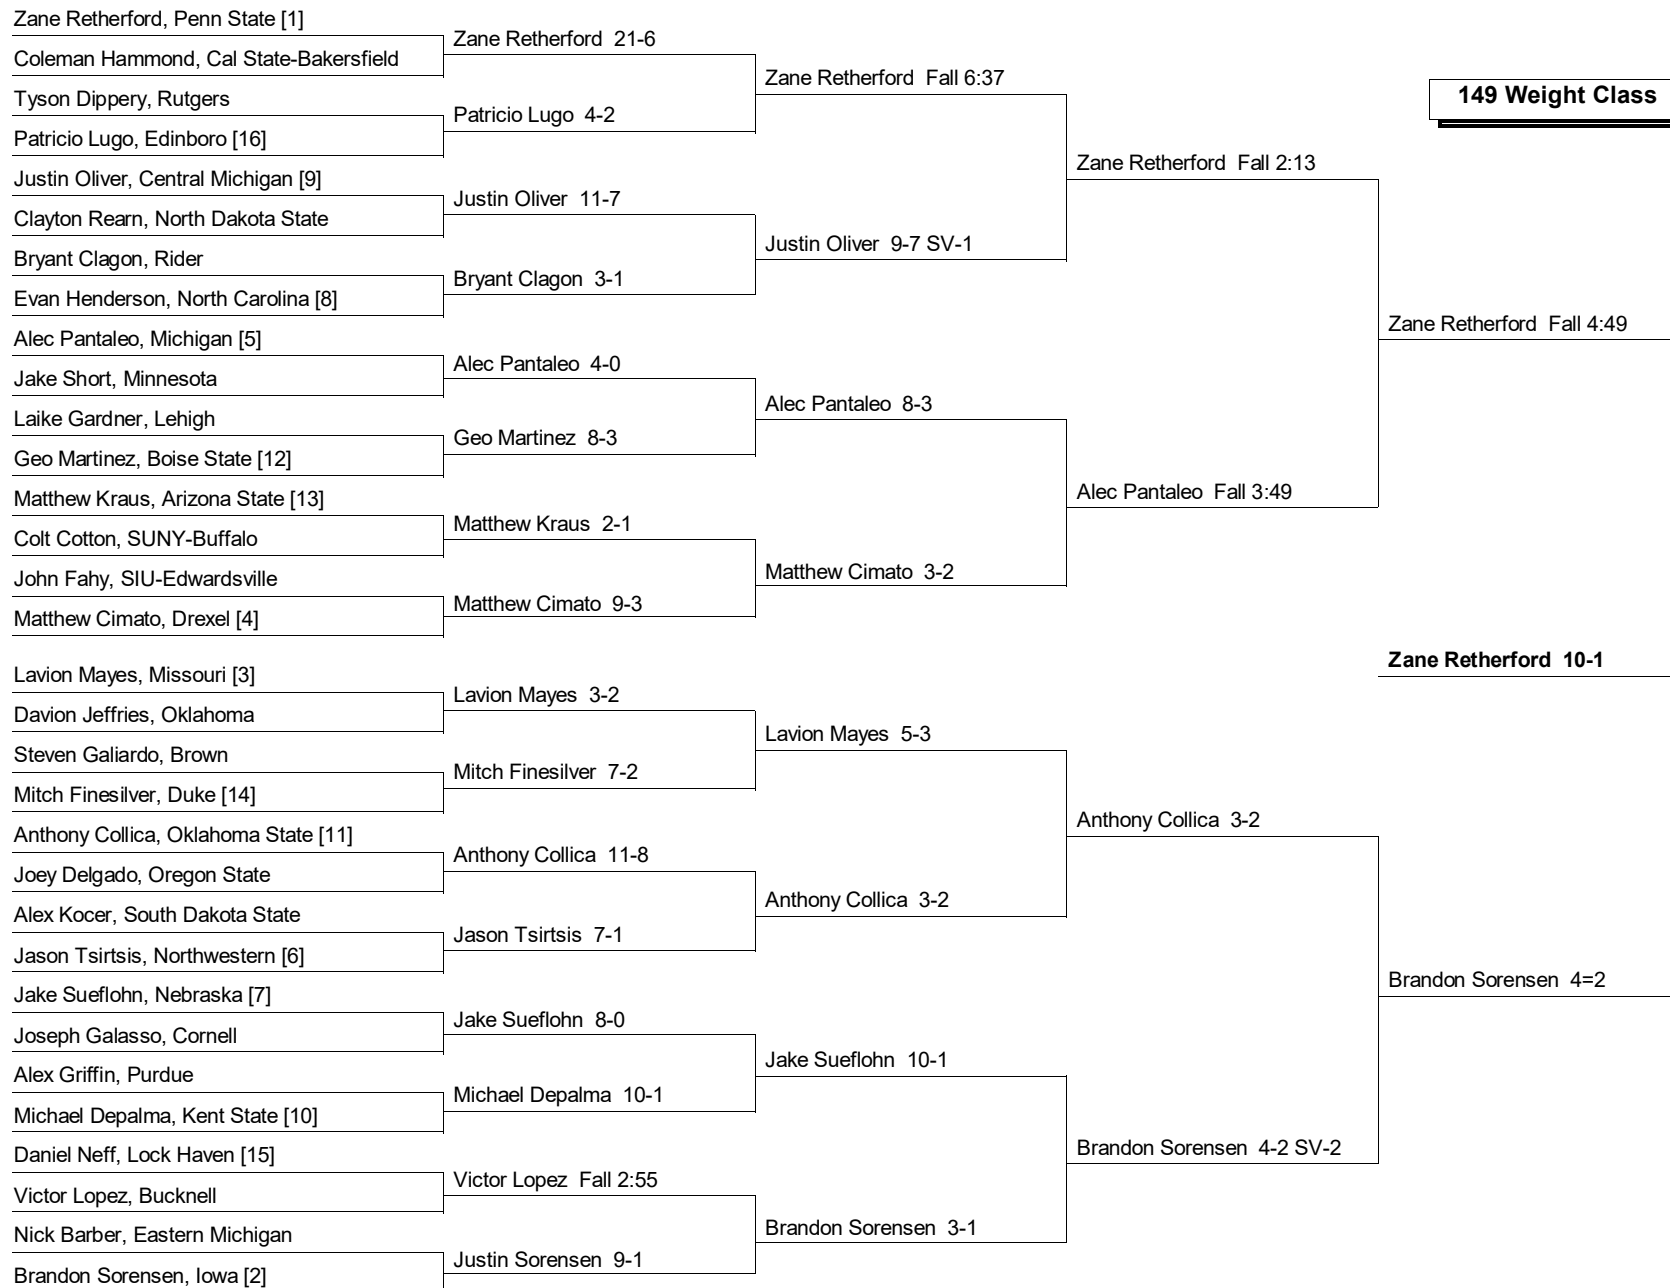 Zane Retherford, Penn State [1]
Coleman Hammond, Cal State-Bakersfield
Tyson Dippery, Rutgers
Patricio Lugo, Edinboro [16]
Justin Oliver, Central Michigan [9]
Clayton Rearn, North Dakota State
Bryant Clagon, Rider
Evan Henderson, North Carolina [8]
Alec Pantaleo, Michigan [5]
Jake Short, Minnesota
Laike Gardner, Lehigh
Geo Martinez, Boise State [12]
Matthew Kraus, Arizona State [13]
Colt Cotton, SUNY-Buffalo
John Fahy, SIU-Edwardsville
Matthew Cimato, Drexel [4]
Lavion Mayes, Missouri [3]
Davion Jeffries, Oklahoma
Steven Galiardo, Brown
Mitch Finesilver, Duke [14]
Anthony Collica, Oklahoma State [11]
Joey Delgado, Oregon State
Alex Kocer, South Dakota State
Jason Tsirtsis, Northwestern [6]
Jake Sueflohn, Nebraska [7]
Joseph Galasso, Cornell
Alex Griffin, Purdue
Michael Depalma, Kent State [10]
Daniel Neff, Lock Haven [15]
Victor Lopez, Bucknell
Nick Barber, Eastern Michigan
Brandon Sorensen, Iowa [2]
Zane Retherford 21-6
Patricio Lugo 4-2
Justin Oliver 11-7
Bryant Clagon 3-1
Alec Pantaleo 4-0
Geo Martinez 8-3
Matthew Kraus 2-1
Matthew Cimato 9-3
Lavion Mayes 3-2
Mitch Finesilver 7-2
Anthony Collica 11-8
Jason Tsirtsis 7-1
Jake Sueflohn 8-0
Michael Depalma 10-1
Victor Lopez Fall 2:55
Justin Sorensen 9-1
Zane Retherford Fall 6:37
Justin Oliver 9-7 SV-1
Alec Pantaleo 8-3
Matthew Cimato 3-2
Lavion Mayes 5-3
Anthony Collica 3-2
Jake Sueflohn 10-1
Brandon Sorensen 3-1
Zane Retherford Fall 2:13
Alec Pantaleo Fall 3:49
Anthony Collica 3-2
Brandon Sorensen 4-2 SV-2
149 Weight Class
Zane Retherford Fall 4:49
Zane Retherford 10-1
Brandon Sorensen 4=2